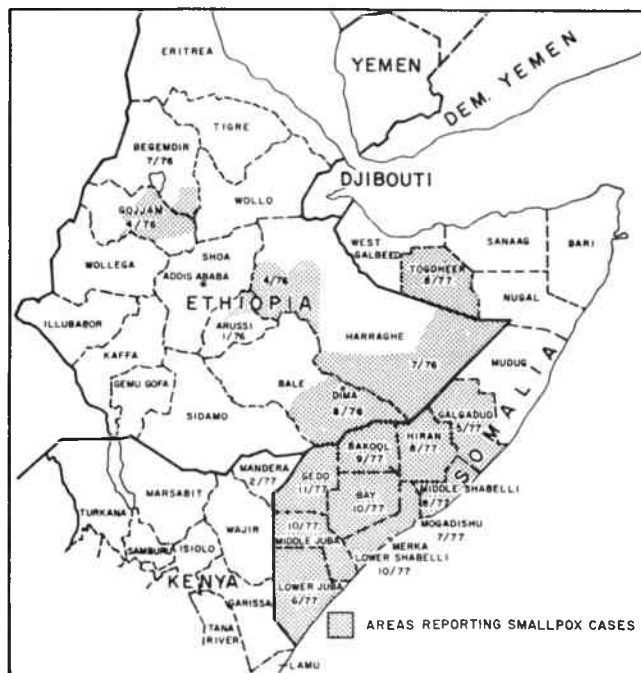 ERITREA
YEMEN
DEM. YEMEN
TIGRE
BEGEMDIR
7/76
DJIBOUTI
WOLLO
GOJJAM
4/76
WEST
GALBEED
SANAAG
BARI
TOGDHEER
8/77
NUGAL
WOLLEGA
SHOA
ADDIS ABABA
4/76
ETHIOPIA
ARUSSI
1/76
ILLUBABOR
KAFFA
HARRAGHE
7/76
MUDUG
GEMU GOFA
BALE
DIMA
8/76
SIDAMO
SOMALIA
GALGADUD
5/77
BAKOOL
9/77
HIRAN
8/77
MANDERA
2/77
GEDO
11/77
BAY
10/77
MIDDLE SHABELLI
8/77
MOGADISHU
7/77
MARSABIT
TURKANA
WAJIR
10/77
MIDDLE JUBA
MERKA
LOWER SHABELLI
10/77
SAMBURU
ISIOLO
KENYA
LOWER JUBA
6/77
GARISSA
TANA
RIVER
LAMU
AREAS REPORTING SMALLPOX CASES